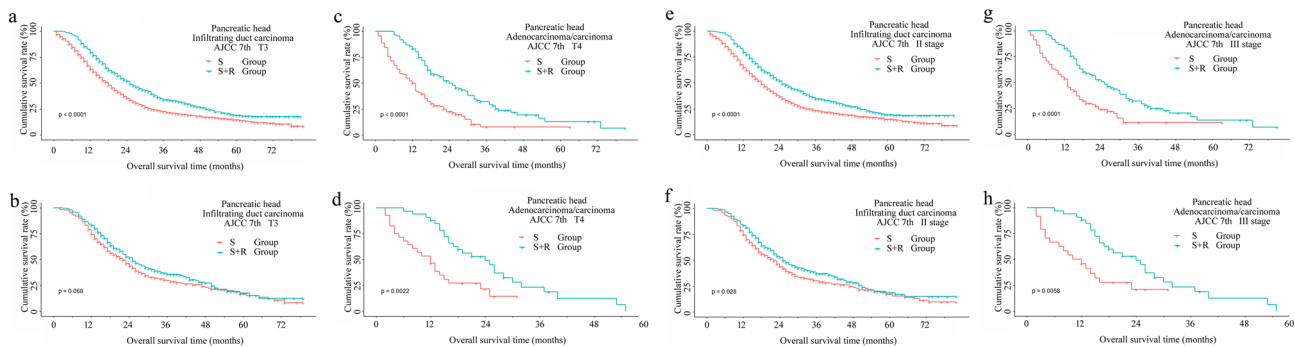 a
Pancreatic head
Infiltrating duct carcinoma
AJCC 7th T3
S Group
S+R Group
p < 0.0001
Cumulative survival rate (%)
100
75
50
25
0
0 12 24 36 48 60 72
Overall survival time (months)
c
Pancreatic head
Adenocarcinoma/carcinoma
AJCC 7th T4
S Group
S+R Group
p < 0.0001
Cumulative survival rate (%)
100
75
50
25
0
0 12 24 36 48 60 72
Overall survival time (months)
e
Pancreatic head
Infiltrating duct carcinoma
AJCC 7th II stage
S Group
S+R Group
p < 0.0001
Cumulative survival rate (%)
100
75
50
25
0
0 12 24 36 48 60 72
Overall survival time (months)
g
Pancreatic head
Adenocarcinoma/carcinoma
AJCC 7th III stage
S Group
S+R Group
p < 0.0001
Cumulative survival rate (%)
100
75
50
25
0
0 12 24 36 48 60 72
Overall survival time (months)
b
Pancreatic head
Infiltrating duct carcinoma
AJCC 7th T3
S Group
S+R Group
p = 0.068
Cumulative survival rate (%)
100
75
50
25
0
0 12 24 36 48 60 72
Overall survival time (months)
d
Pancreatic head
Adenocarcinoma/carcinoma
AJCC 7th T4
S Group
S+R Group
p = 0.0022
Cumulative survival rate (%)
100
75
50
25
0
0 12 24 36 48 60
Overall survival time (months)
f
Pancreatic head
Infiltrating duct carcinoma
AJCC 7th II stage
S Group
S+R Group
p = 0.026
Cumulative survival rate (%)
100
75
50
25
0
0 12 24 36 48 60 72
Overall survival time (months)
h
Pancreatic head
Adenocarcinoma/carcinoma
AJCC 7th III stage
S Group
S+R Group
p = 0.0058
Cumulative survival rate (%)
100
75
50
25
0
0 12 24 36 48 60
Overall survival time (months)